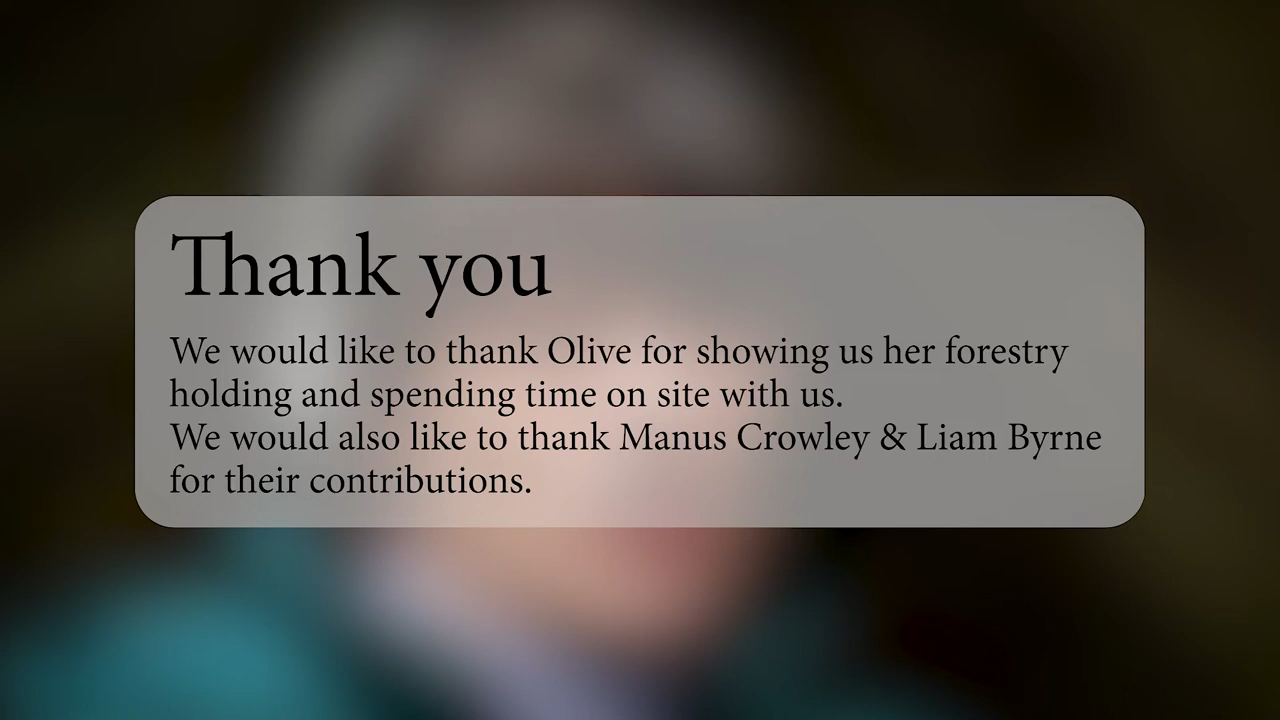 Thank you
We would like to thank Olive for showing us her forestry
holding and spending time on site with us.
We would also like to thank Manus Crowley & Liam Byrne
for their contributions.